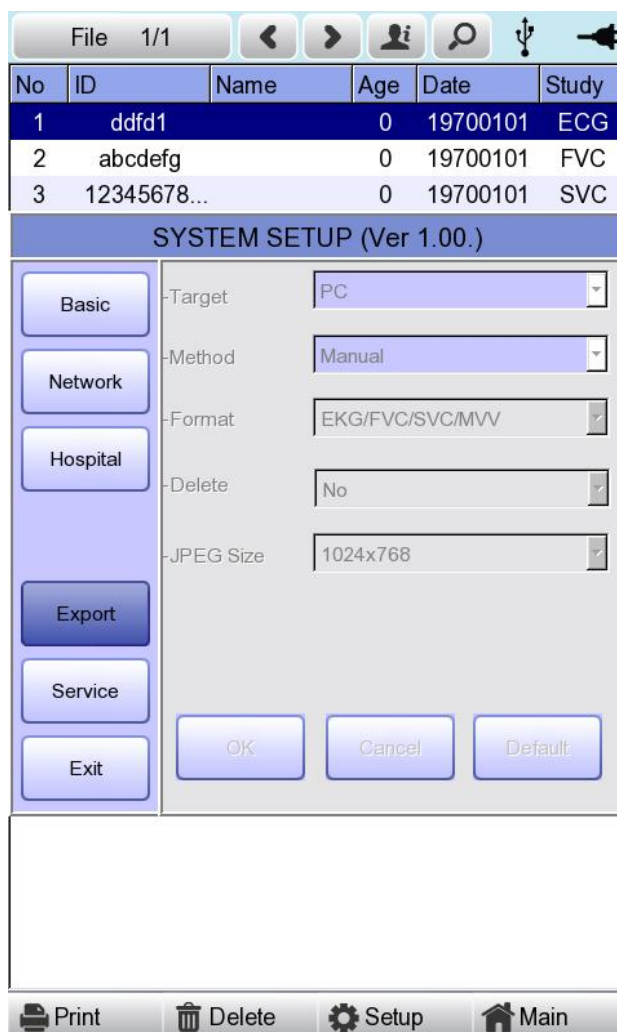 File 1/1
No ID Name Age Date Study
1 ddfd1 0 19700101 ECG
2 abcdefg 0 19700101 FVC
3 12345678... 0 19700101 SVC
SYSTEM SETUP (Ver 1.00.)
Basic
Network
Hospital
Export
Service
Exit
-Target PC
-Method Manual
-Format EKG/FVC/SVC/MVV
-Delete No
-JPEG Size 1024x768
OK Cancel Default
Print Delete Setup Main